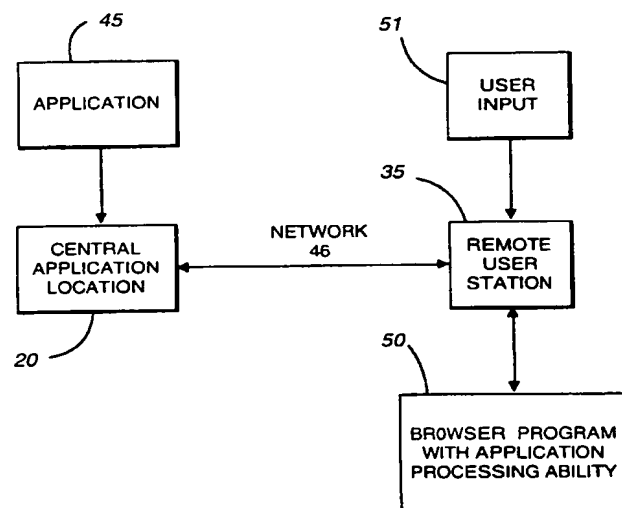 45
APPLICATION
51
USER
INPUT
CENTRAL
APPLICATION
LOCATION
20
NETWORK
46
35
REMOTE
USER
STATION
50
BROWSER PROGRAM
WITH APPLICATION
PROCESSING ABILITY